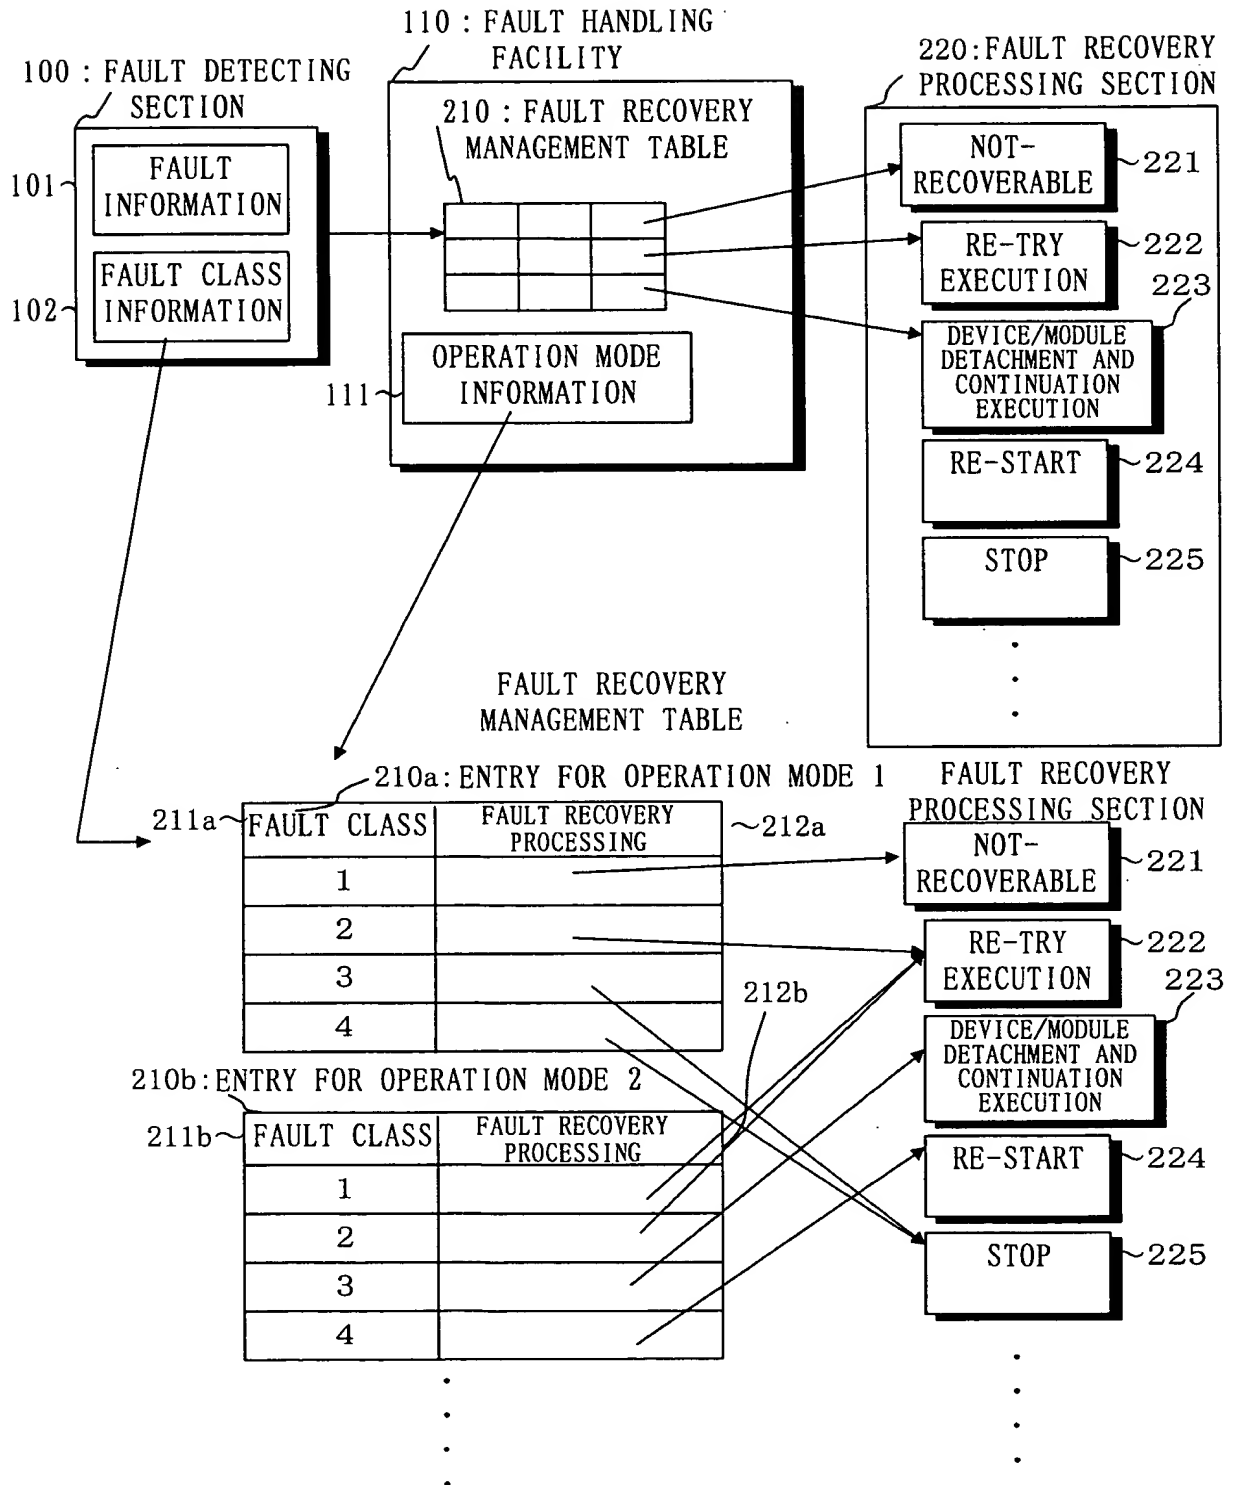 110 : FAULT HANDLING
FACILITY
100 : FAULT DETECTING
SECTION
220:FAULT RECOVERY
PROCESSING SECTION
101
FAULT
INFORMATION
102
FAULT CLASS
INFORMATION
210 : FAULT RECOVERY
MANAGEMENT TABLE
111
OPERATION MODE
INFORMATION
NOT-
RECOVERABLE
221
RE-TRY
EXECUTION
222
223
DEVICE/MODULE
DETACHMENT AND
CONTINUATION
EXECUTION
RE-START
224
STOP
225
FAULT RECOVERY
MANAGEMENT TABLE
210a:ENTRY FOR OPERATION MODE 1
211a
FAULT CLASS
FAULT RECOVERY
PROCESSING
212a
1
2
3
4
212b
210b:ENTRY FOR OPERATION MODE 2
211b
FAULT CLASS
FAULT RECOVERY
PROCESSING
1
2
3
4
FAULT RECOVERY
PROCESSING SECTION
NOT-
RECOVERABLE
221
RE-TRY
EXECUTION
222
223
DEVICE/MODULE
DETACHMENT AND
CONTINUATION
EXECUTION
RE-START
224
STOP
225